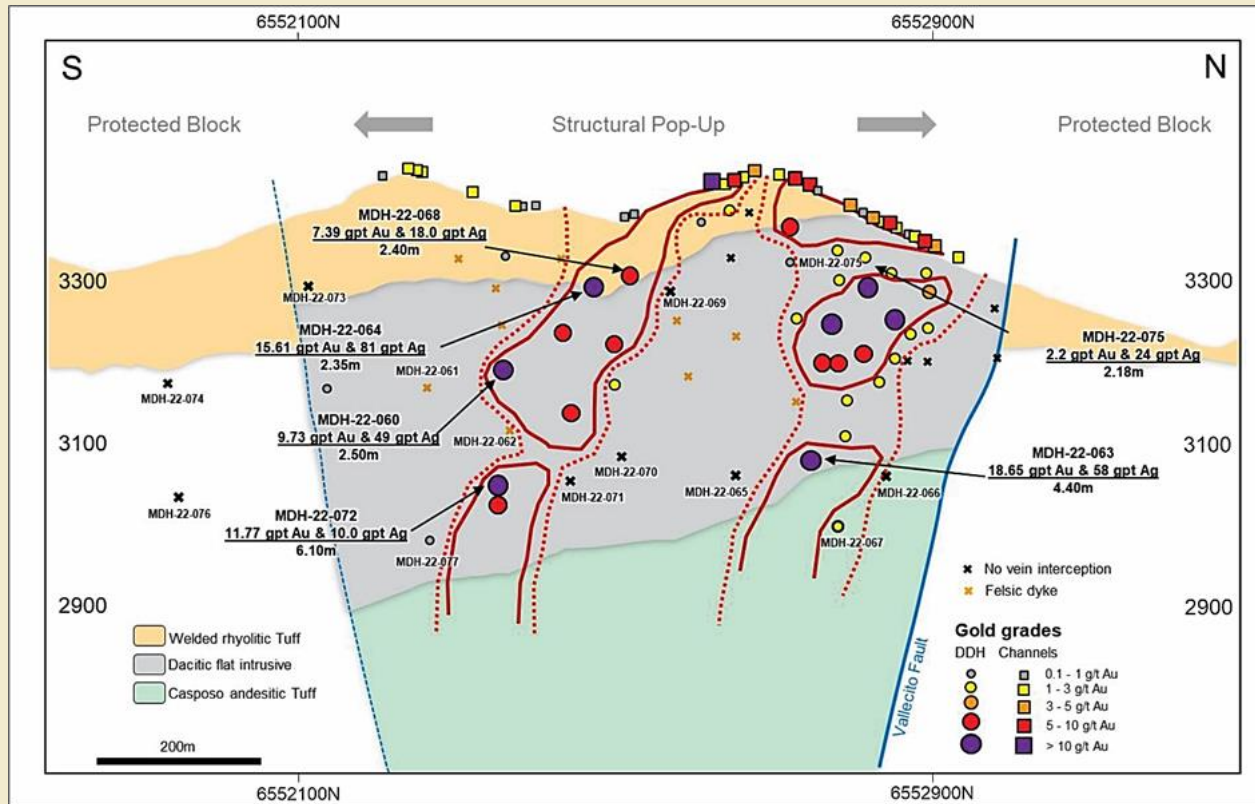 6552100N
6552900N
S
N
Protected Block
Structural Pop-Up
Protected Block
MDH-22-068
7.39 gpt Au & 18.0 gpt Ag
2.40m
3300
3300
MDH-22-073
MDH-22-075
MDH-22-069
MDH-22-064
15.61 gpt Au & 81 gpt Ag
2.35m
MDH-22-075
2.2 gpt Au & 24 gpt Ag
2.18m
MDH-22-061
MDH-22-074
MDH-22-060
9.73 gpt Au & 49 gpt Ag
2.50m
MDH-22-062
3100
3100
MDH-22-063
18.65 gpt Au & 58 gpt Ag
4.40m
MDH-22-070
MDH-22-071
MDH-22-065
MDH-22-066
MDH-22-076
MDH-22-072
11.77 gpt Au & 10.0 gpt Ag
6.10m
MDH-22-077
MDH-22-067
2900
2900
No vein interception
Felsic dyke
Gold grades
DDH Channels
0.1 - 1 g/t Au
1 - 3 g/t Au
3 - 5 g/t Au
5 - 10 g/t Au
> 10 g/t Au
Vallecito Fault
Welded rhyolitic Tuff
Dacitic flat intrusive
Casposo andesitic Tuff
200m
6552100N
6552900N